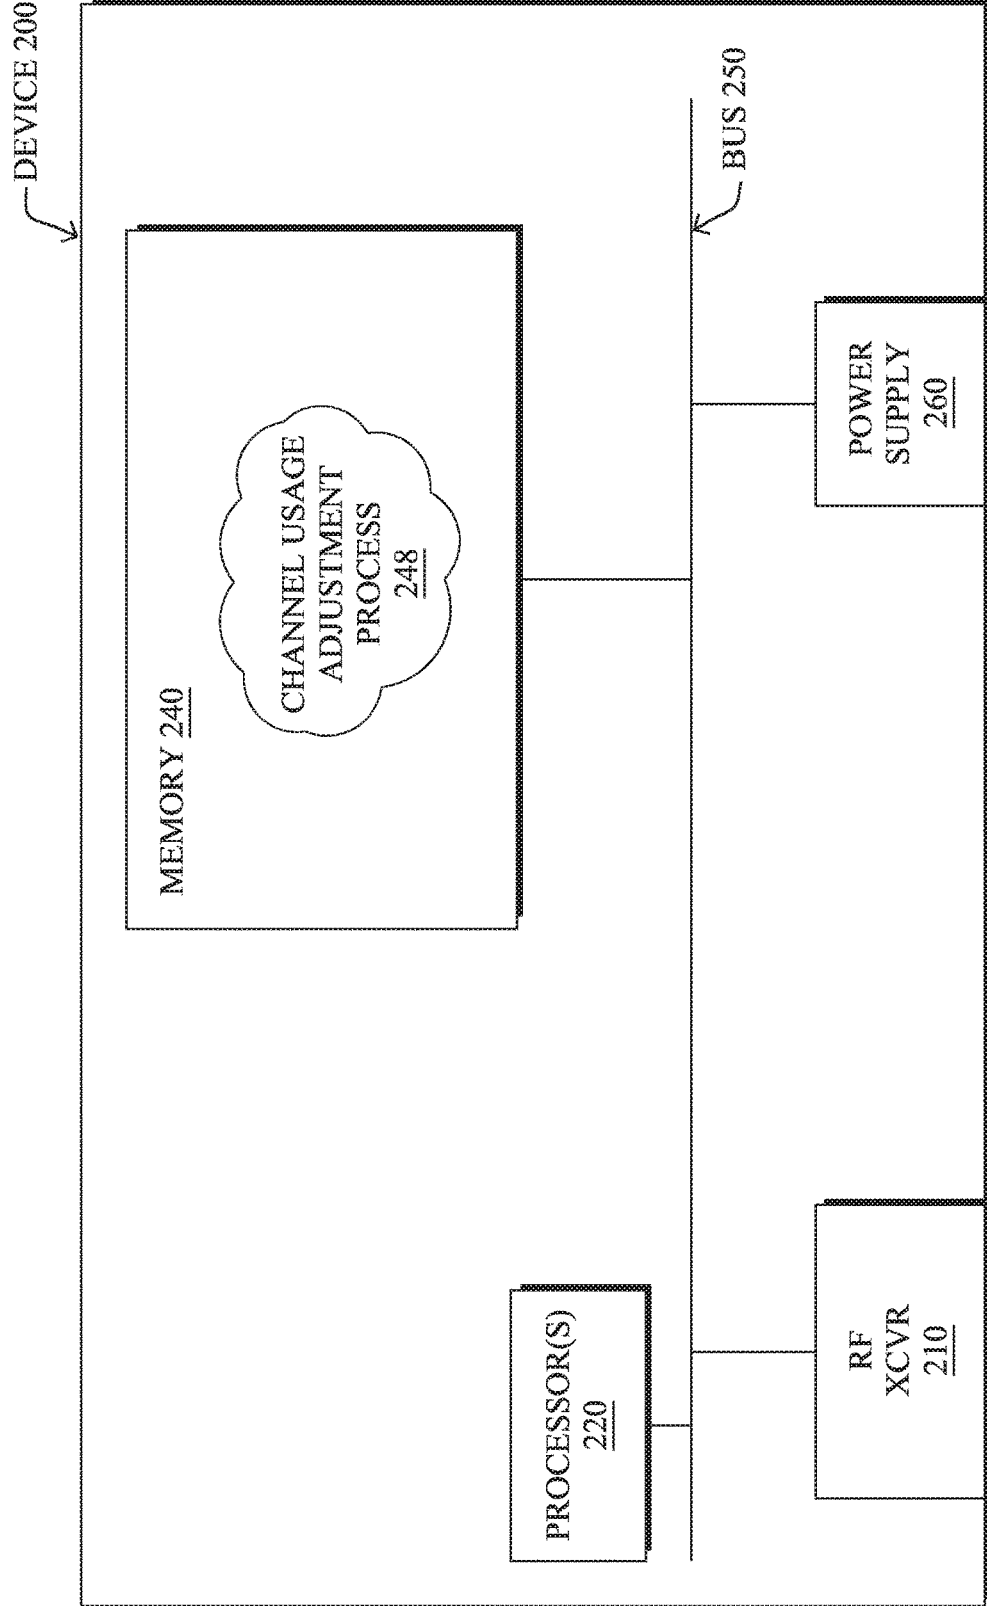 DEVICE 200
MEMORY 240
CHANNEL USAGE
ADJUSTMENT
PROCESS
248
PROCESSOR(S)
220
BUS 250
RF
XCVR
210
POWER
SUPPLY
260